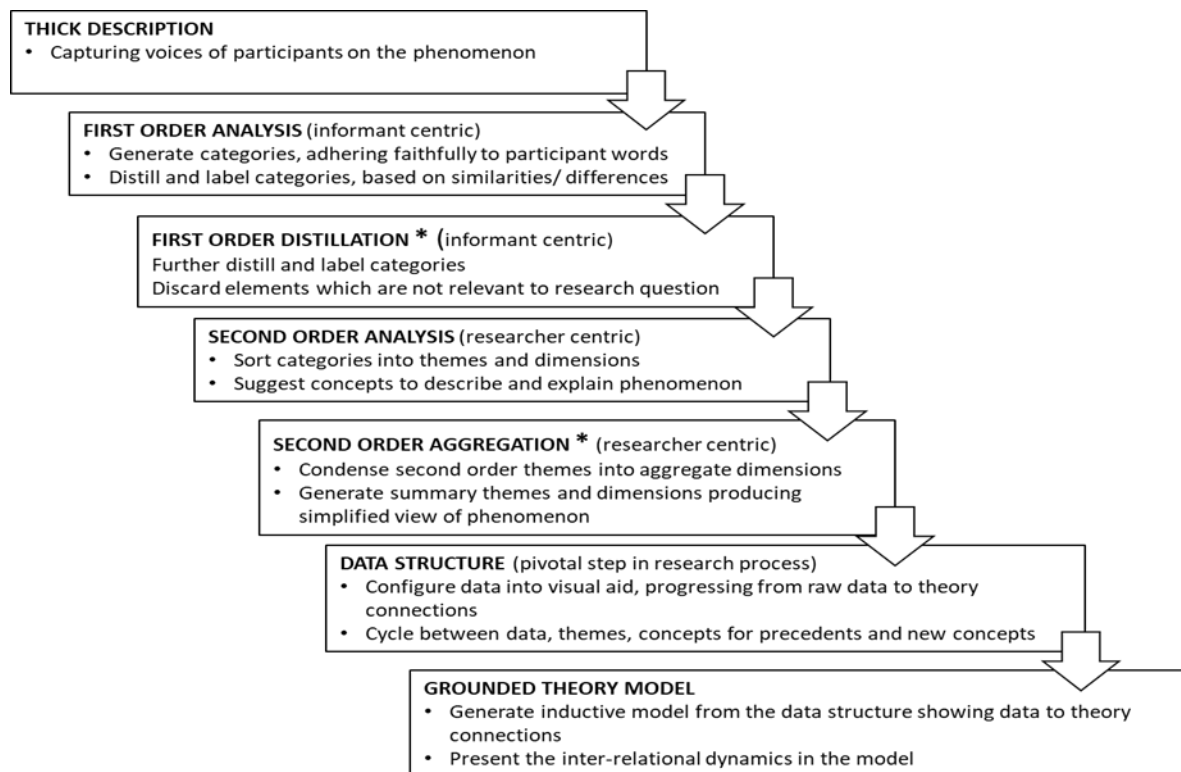 THICK DESCRIPTION
• Capturing voices of participants on the phenomenon
FIRST ORDER ANALYSIS (informant centric)
• Generate categories, adhering faithfully to participant words
• Distill and label categories, based on similarities/ differences
FIRST ORDER DISTILLATION * (informant centric)
Further distill and label categories
Discard elements which are not relevant to research question
SECOND ORDER ANALYSIS (researcher centric)
• Sort categories into themes and dimensions
• Suggest concepts to describe and explain phenomenon
SECOND ORDER AGGREGATION * (researcher centric)
• Condense second order themes into aggregate dimensions
• Generate summary themes and dimensions producing
simplified view of phenomenon
DATA STRUCTURE (pivotal step in research process)
• Configure data into visual aid, progressing from raw data to theory
connections
• Cycle between data, themes, concepts for precedents and new concepts
GROUNDED THEORY MODEL
• Generate inductive model from the data structure showing data to theory
connections
• Present the inter-relational dynamics in the model